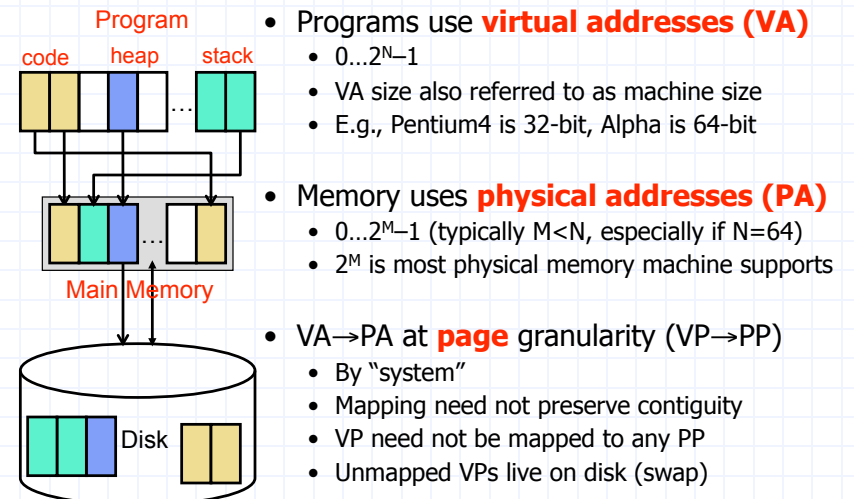 Program
code heap stack
…
…
Main Memory
Disk
• Programs use virtual addresses (VA)
• 0…2ᴺ–1
• VA size also referred to as machine size
• E.g., Pentium4 is 32-bit, Alpha is 64-bit
• Memory uses physical addresses (PA)
• 0…2ᴹ–1 (typically M<N, especially if N=64)
• 2ᴹ is most physical memory machine supports
• VA→PA at page granularity (VP→PP)
• By “system”
• Mapping need not preserve contiguity
• VP need not be mapped to any PP
• Unmapped VPs live on disk (swap)